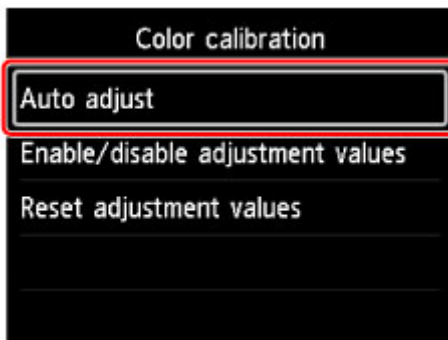 Color calibration
Auto adjust
Enable/disable adjustment values
Reset adjustment values